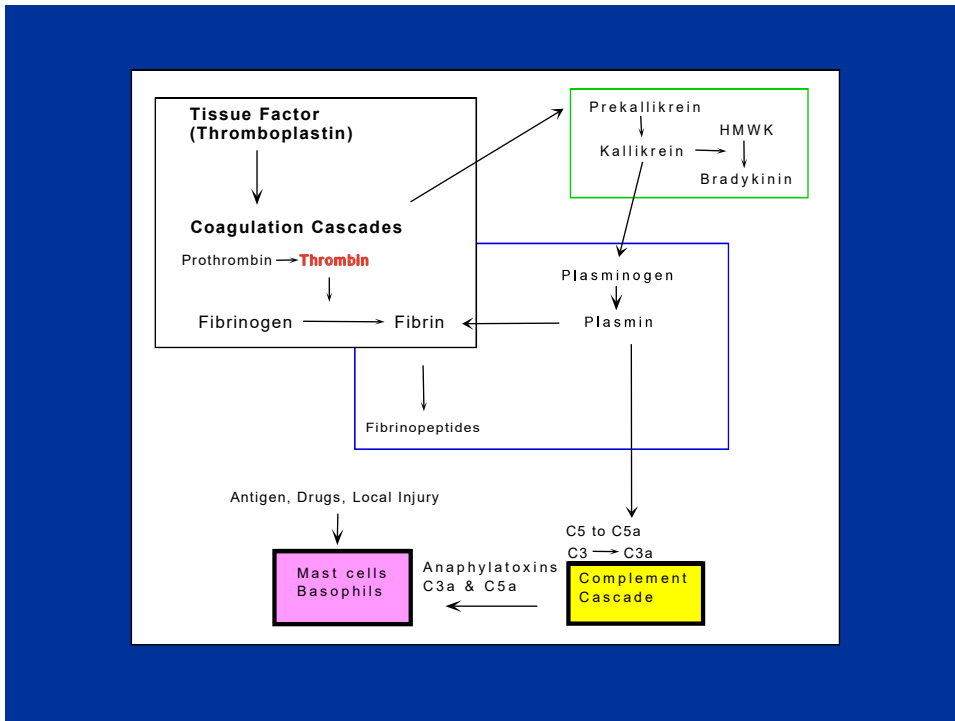 Tissue Factor
(Thromboplastin)
Coagulation Cascades
Prothrombin
Thrombin
Fibrinogen
Fibrin
Prekallikrein
HMWK
Kallikrein
Bradykinin
Plasminogen
Plasmin
Fibrinopeptides
Antigen, Drugs, Local Injury
Mast cells
Basophils
Anaphylatoxins
C3a & C5a
C5 to C5a
C3
C3a
Complement
Cascade